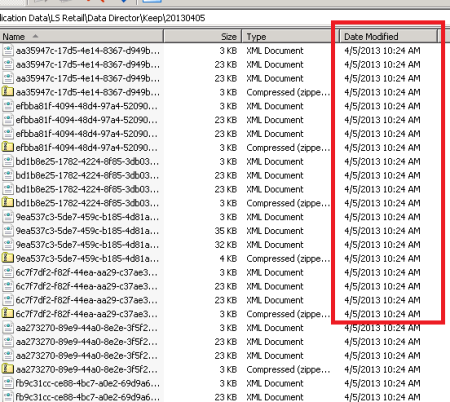 lication Data\LS Retail\Data Director\Keep\20130405
Name Size Type Date Modified
aa35947c-17d5-4e14-8367-d949b... 3 KB XML Document 4/5/2013 10:24 AM
aa35947c-17d5-4e14-8367-d949b... 23 KB XML Document 4/5/2013 10:24 AM
aa35947c-17d5-4e14-8367-d949b... 23 KB XML Document 4/5/2013 10:24 AM
aa35947c-17d5-4e14-8367-d949b... 3 KB Compressed (zippe... 4/5/2013 10:24 AM
efbba81f-4094-48d4-97a4-52090... 3 KB XML Document 4/5/2013 10:24 AM
efbba81f-4094-48d4-97a4-52090... 23 KB XML Document 4/5/2013 10:24 AM
efbba81f-4094-48d4-97a4-52090... 23 KB XML Document 4/5/2013 10:24 AM
efbba81f-4094-48d4-97a4-52090... 3 KB Compressed (zippe... 4/5/2013 10:24 AM
bd1b8e25-1782-4224-8f85-3db03... 3 KB XML Document 4/5/2013 10:24 AM
bd1b8e25-1782-4224-8f85-3db03... 23 KB XML Document 4/5/2013 10:24 AM
bd1b8e25-1782-4224-8f85-3db03... 23 KB XML Document 4/5/2013 10:24 AM
bd1b8e25-1782-4224-8f85-3db03... 3 KB Compressed (zippe... 4/5/2013 10:24 AM
9ea537c3-5de7-459c-b185-4d81a... 3 KB XML Document 4/5/2013 10:24 AM
9ea537c3-5de7-459c-b185-4d81a... 35 KB XML Document 4/5/2013 10:24 AM
9ea537c3-5de7-459c-b185-4d81a... 32 KB XML Document 4/5/2013 10:24 AM
9ea537c3-5de7-459c-b185-4d81a... 4 KB Compressed (zippe... 4/5/2013 10:24 AM
6c7f7df2-f82f-44ea-aa29-c37ae3... 3 KB XML Document 4/5/2013 10:24 AM
6c7f7df2-f82f-44ea-aa29-c37ae3... 23 KB XML Document 4/5/2013 10:24 AM
6c7f7df2-f82f-44ea-aa29-c37ae3... 23 KB XML Document 4/5/2013 10:24 AM
6c7f7df2-f82f-44ea-aa29-c37ae3... 3 KB Compressed (zippe... 4/5/2013 10:24 AM
aa273270-89e9-44a0-8e2e-3f5f2... 3 KB XML Document 4/5/2013 10:24 AM
aa273270-89e9-44a0-8e2e-3f5f2... 23 KB XML Document 4/5/2013 10:24 AM
aa273270-89e9-44a0-8e2e-3f5f2... 23 KB XML Document 4/5/2013 10:24 AM
aa273270-89e9-44a0-8e2e-3f5f2... 3 KB Compressed (zippe... 4/5/2013 10:24 AM
fb9c31cc-ce88-4bc7-a0e2-69d9a6... 3 KB XML Document 4/5/2013 10:24 AM
fb9c31cc-ce88-4bc7-a0e2-69d9a6... 23 KB XML Document 4/5/2013 10:24 AM